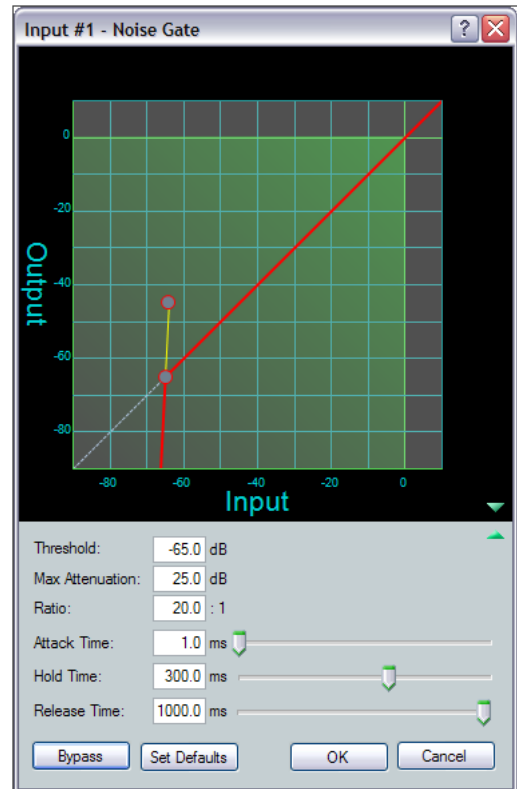 Input #1 - Noise Gate
?
0
-20
-40
-60
-80
Output
-80 -60 -40 -20 0
Input
Threshold: -65.0 dB
Max Attenuation: 25.0 dB
Ratio: 20.0 : 1
Attack Time: 1.0 ms
Hold Time: 300.0 ms
Release Time: 1000.0 ms
Bypass Set Defaults OK Cancel